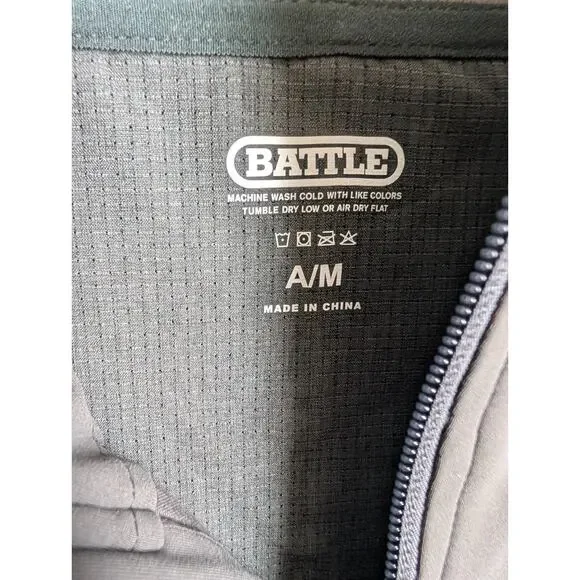 BATTLE
MACHINE WASH COLD WITH LIKE COLORS
TUMBLE DRY LOW OR AIR DRY FLAT
A/M
MADE IN CHINA